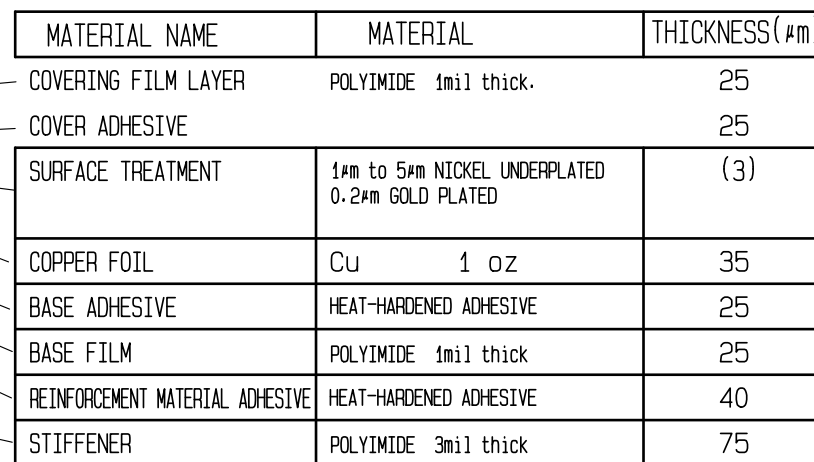 MATERIAL NAME MATERIAL THICKNESS(μm)
COVERING FILM LAYER POLYIMIDE 1mil thick. 25
COVER ADHESIVE 25
SURFACE TREATMENT 1μm to 5μm NICKEL UNDERPLATED (3)
0.2μm GOLD PLATED
COPPER FOIL Cu 1 oz 35
BASE ADHESIVE HEAT-HARDENED ADHESIVE 25
BASE FILM POLYIMIDE 1mil thick 25
REINFORCEMENT MATERIAL ADHESIVE HEAT-HARDENED ADHESIVE 40
STIFFENER POLYIMIDE 3mil thick 75